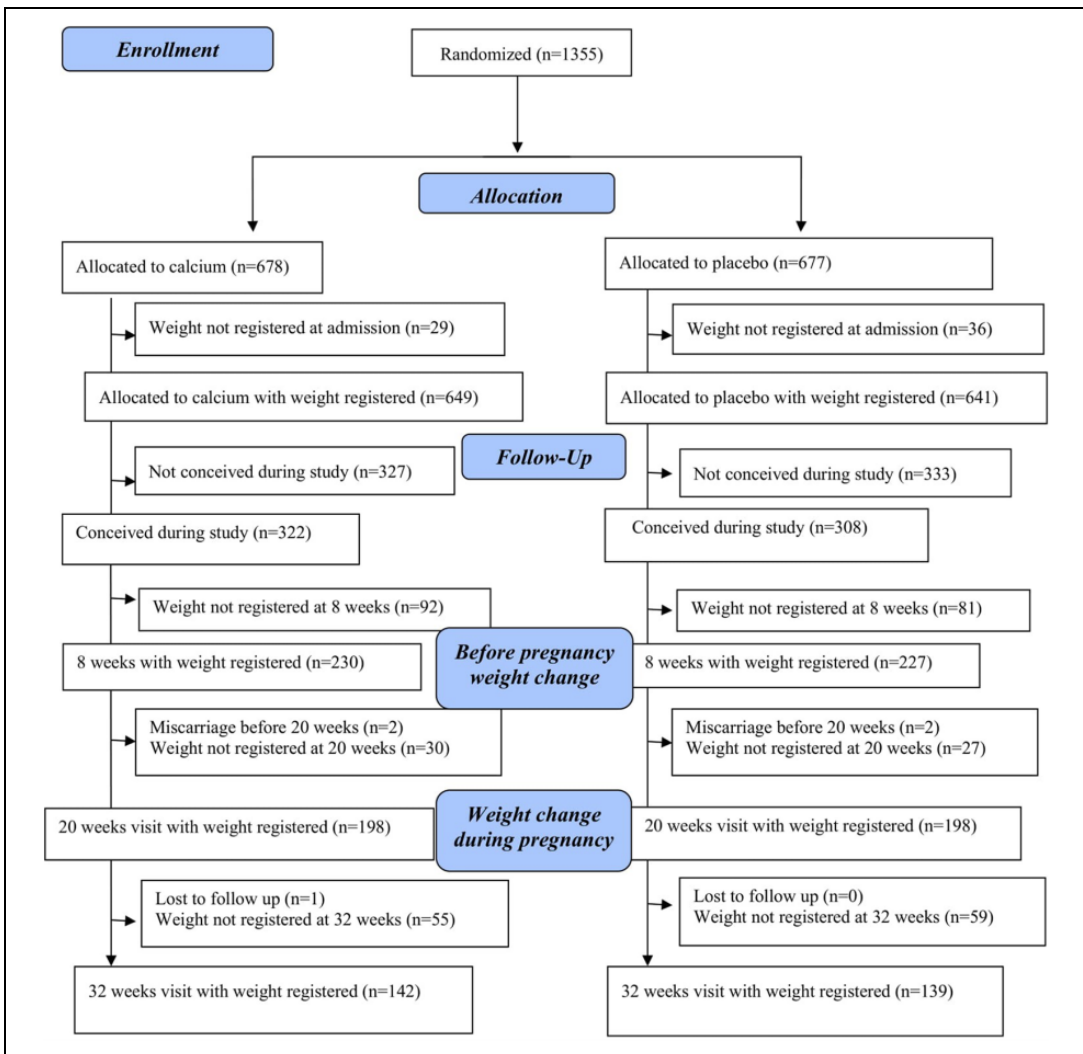 Enrollment
Randomized (n=1355)
Allocation
Allocated to calcium (n=678)
Allocated to placebo (n=677)
Weight not registered at admission (n=29)
Weight not registered at admission (n=36)
Allocated to calcium with weight registered (n=649)
Allocated to placebo with weight registered (n=641)
Follow-Up
Not conceived during study (n=327)
Not conceived during study (n=333)
Conceived during study (n=322)
Conceived during study (n=308)
Weight not registered at 8 weeks (n=92)
Weight not registered at 8 weeks (n=81)
Before pregnancy
weight change
8 weeks with weight registered (n=230)
8 weeks with weight registered (n=227)
Miscarriage before 20 weeks (n=2)
Weight not registered at 20 weeks (n=30)
Miscarriage before 20 weeks (n=2)
Weight not registered at 20 weeks (n=27)
Weight change
during pregnancy
20 weeks visit with weight registered (n=198)
20 weeks visit with weight registered (n=198)
Lost to follow up (n=1)
Weight not registered at 32 weeks (n=55)
Lost to follow up (n=0)
Weight not registered at 32 weeks (n=59)
32 weeks visit with weight registered (n=142)
32 weeks visit with weight registered (n=139)